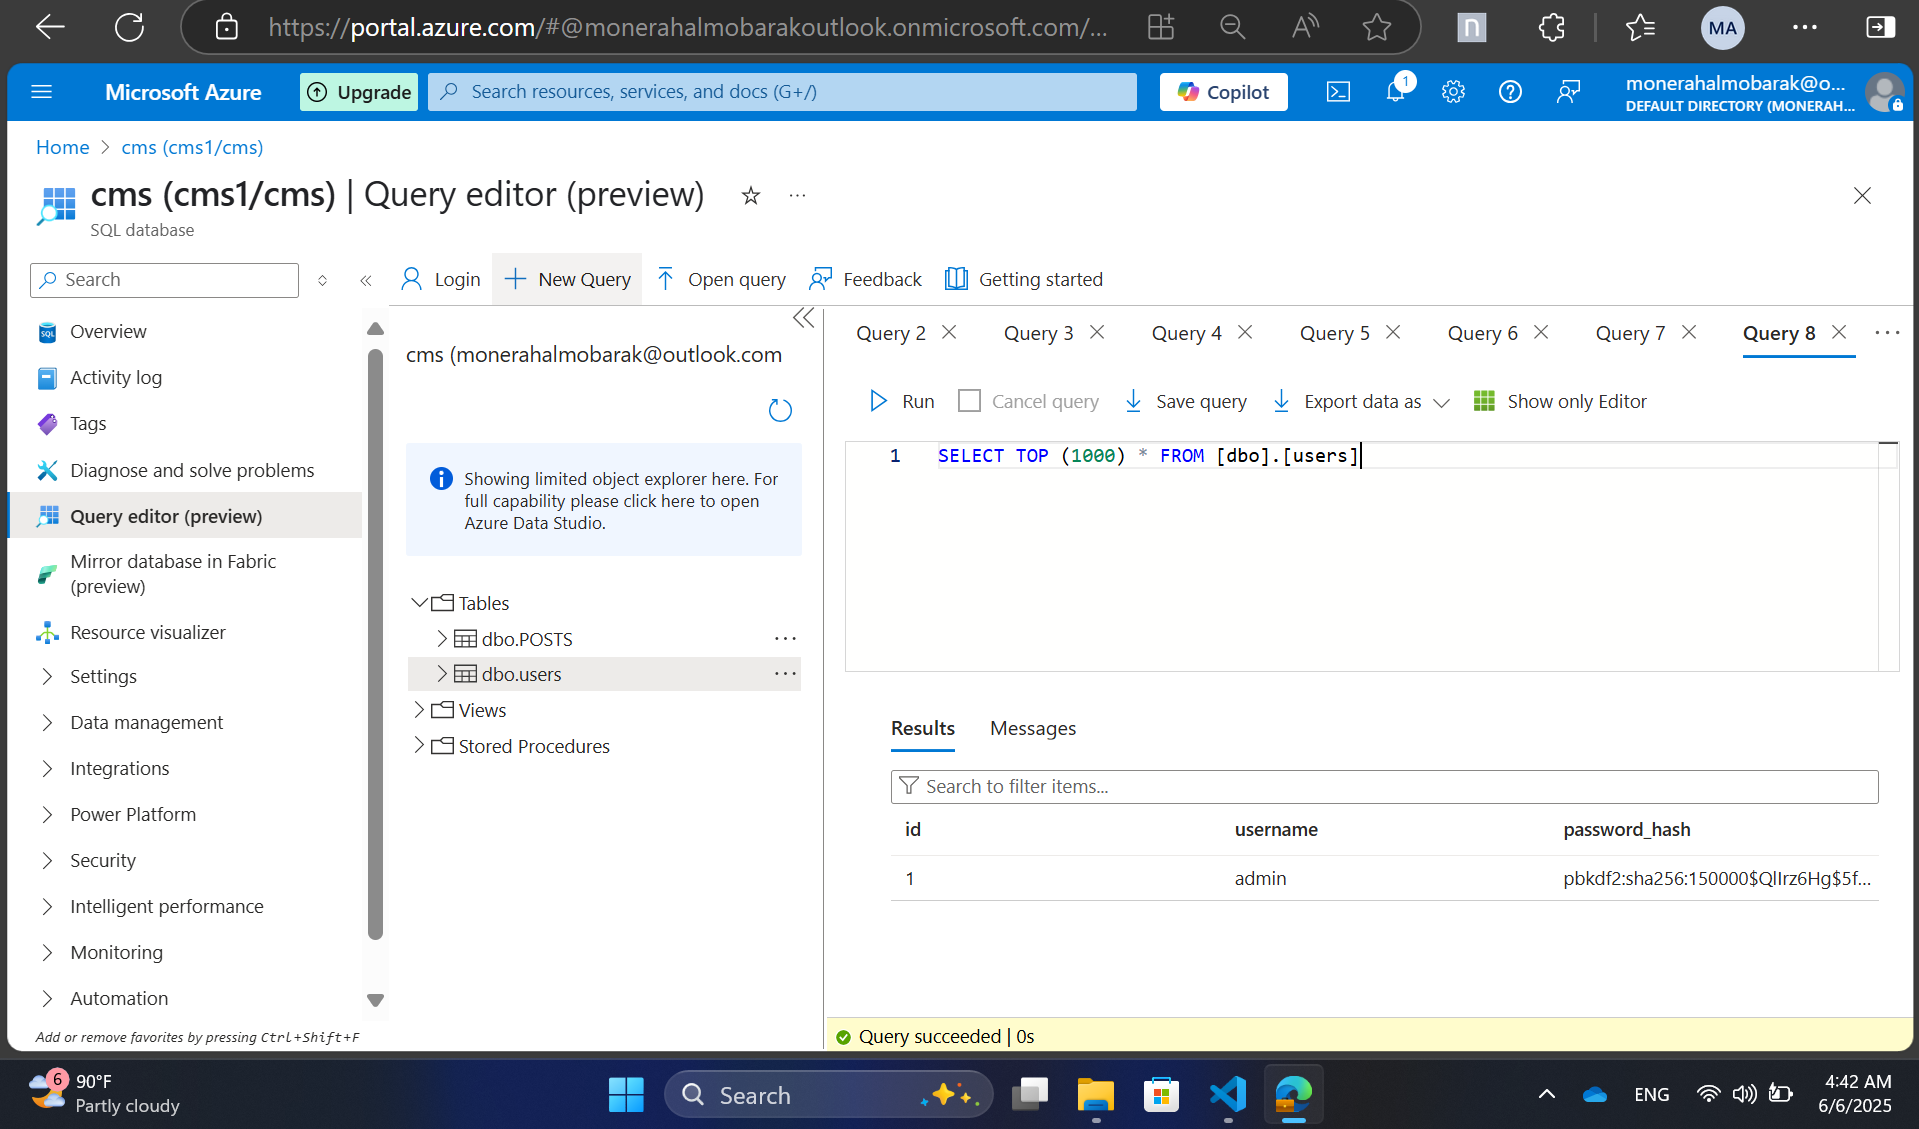 https://portal.azure.com/#@monerahalmobarakoutlook.onmicrosoft.com/...
MA
Microsoft Azure
Upgrade
Search resources, services, and docs (G+/)
Copilot
1
monerahalmobarak@o...
DEFAULT DIRECTORY (MONERAH...
Home > cms (cms1/cms)
cms (cms1/cms) | Query editor (preview)
SQL database
Search
Login
New Query
Open query
Feedback
Getting started
Overview
Activity log
Tags
Diagnose and solve problems
Query editor (preview)
Mirror database in Fabric
(preview)
Resource visualizer
Settings
Data management
Integrations
Power Platform
Security
Intelligent performance
Monitoring
Automation
Add or remove favorites by pressing Ctrl+Shift+F
cms (monerahalmobarak@outlook.com
Showing limited object explorer here. For
full capability please click here to open
Azure Data Studio.
Tables
dbo.POSTS
dbo.users
Views
Stored Procedures
Query 2
Query 3
Query 4
Query 5
Query 6
Query 7
Query 8
Run
Cancel query
Save query
Export data as
Show only Editor
1 SELECT TOP (1000) * FROM [dbo].[users]
Results
Messages
Search to filter items...
id username password_hash
1 admin pbkdf2:sha256:150000$QlIrz6Hg$5f...
Query succeeded | 0s
6
90°F
Partly cloudy
Search
ENG
4:42 AM
6/6/2025